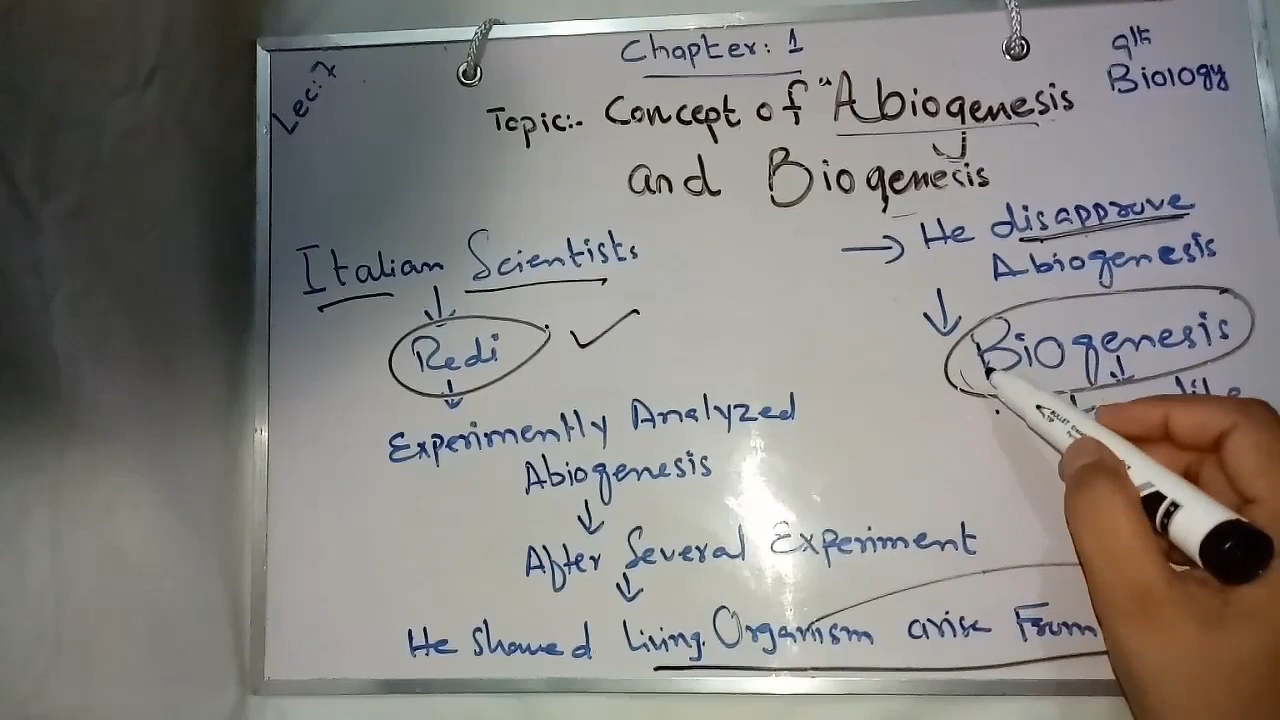 Lec:7
Chapter: 1
9th
Biology
Topic:- Concept of "Abiogenesis
and Biogenesis
Italian Scientists
Redi
Experimently Analyzed
Abiogenesis
After Several Experiment
He Showed living Organism arise From
→ He disapprove
Abiogenesis
Biogenesis